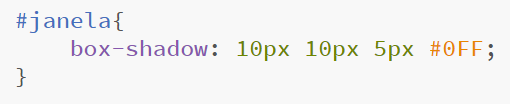 #janela{
    box-shadow: 10px 10px 5px #0FF;
}